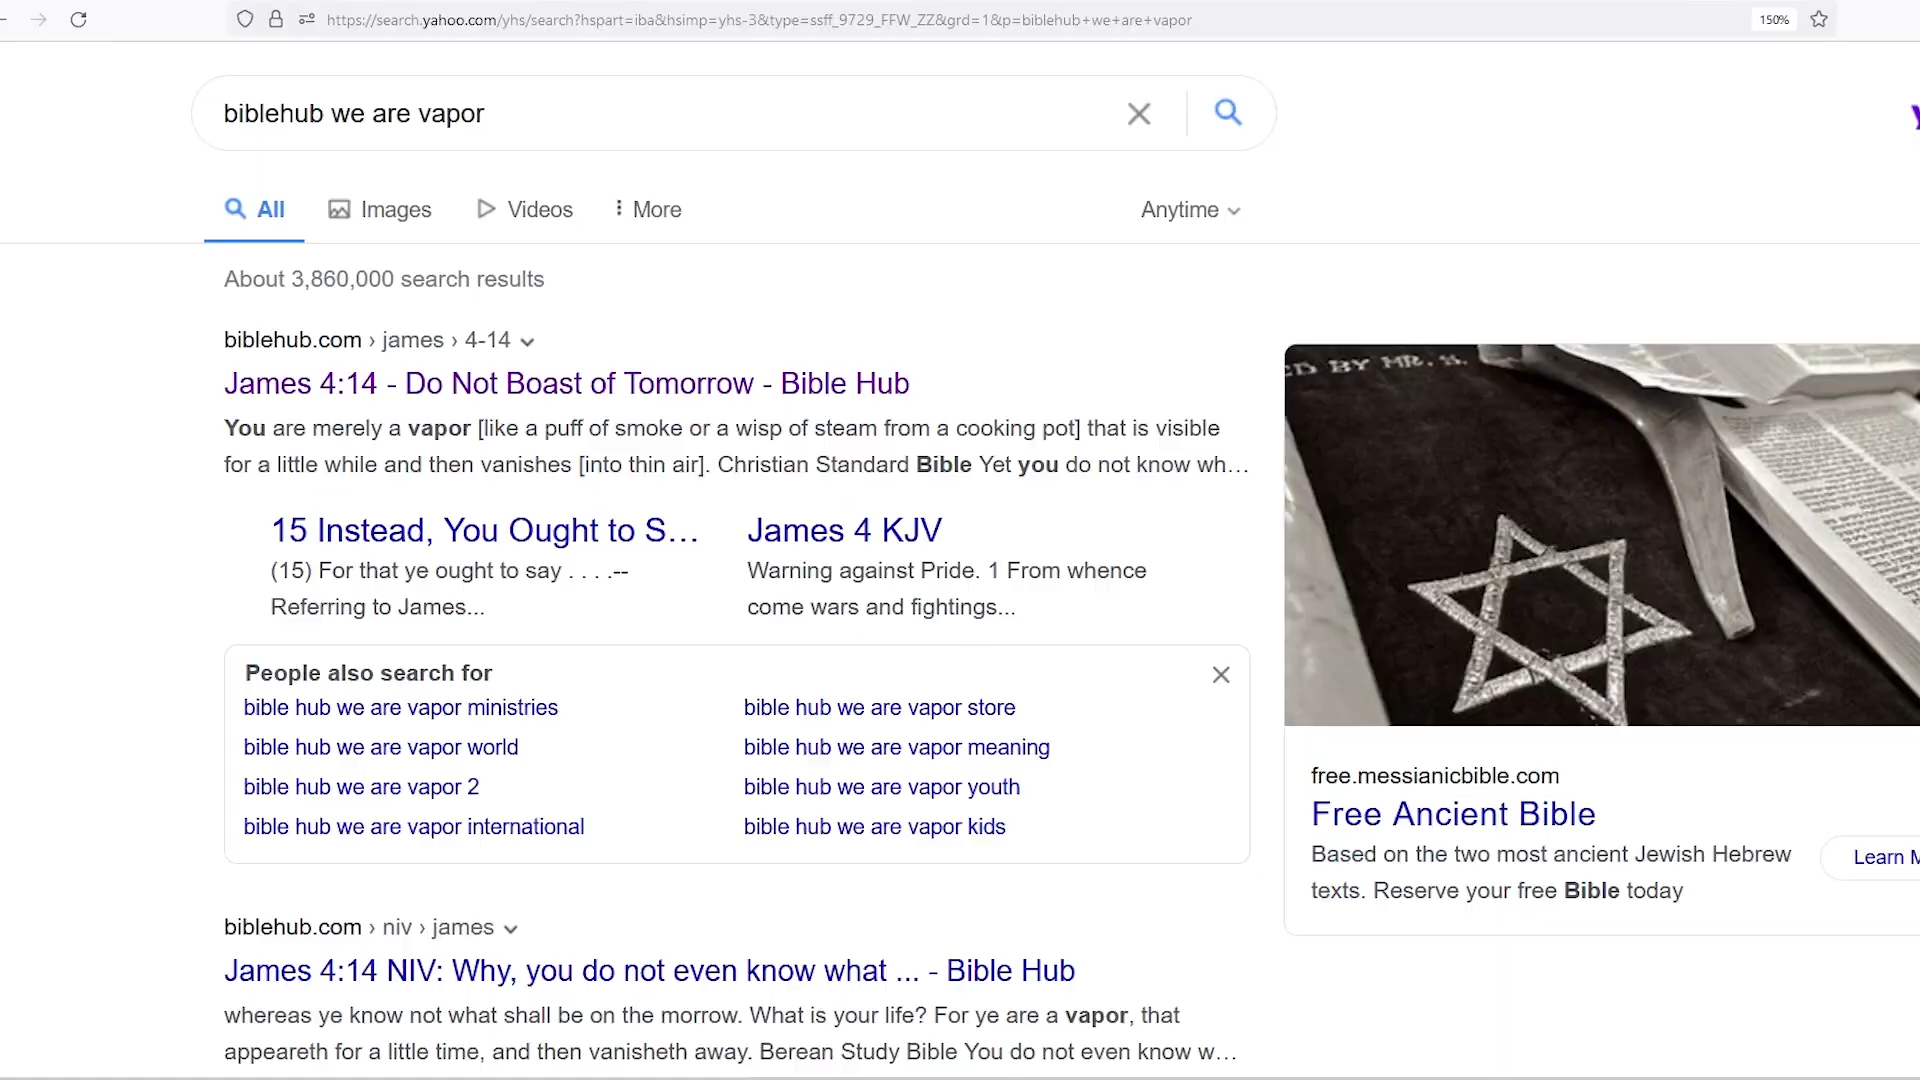 https://search.yahoo.com/yhs/search?hspart=iba&hsimp=yhs-3&type=ssff_9729_FFW_ZZ&grd=1&p=biblehub+we+are+vapor
150%
biblehub we are vapor
All
Images
Videos
More
Anytime
About 3,860,000 search results
biblehub.com › james › 4-14
James 4:14 - Do Not Boast of Tomorrow - Bible Hub
You are merely a vapor [like a puff of smoke or a wisp of steam from a cooking pot] that is visible
for a little while and then vanishes [into thin air]. Christian Standard Bible Yet you do not know wh...
15 Instead, You Ought to S...
(15) For that ye ought to say . . . .--
Referring to James...
James 4 KJV
Warning against Pride. 1 From whence
come wars and fightings...
People also search for
bible hub we are vapor ministries
bible hub we are vapor world
bible hub we are vapor 2
bible hub we are vapor international
bible hub we are vapor store
bible hub we are vapor meaning
bible hub we are vapor youth
bible hub we are vapor kids
biblehub.com › niv › james
James 4:14 NIV: Why, you do not even know what ... - Bible Hub
whereas ye know not what shall be on the morrow. What is your life? For ye are a vapor, that
appeareth for a little time, and then vanisheth away. Berean Study Bible You do not even know w...
BY MR.
free.messianicbible.com
Free Ancient Bible
Based on the two most ancient Jewish Hebrew
texts. Reserve your free Bible today
Learn